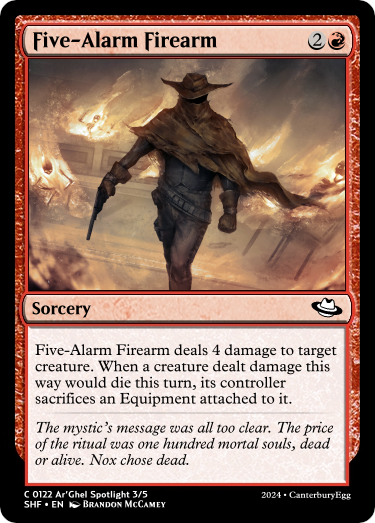 Five-Alarm Firearm 2
Sorcery
Five-Alarm Firearm deals 4 damage to target
creature. When a creature dealt damage this
way would die this turn, its controller
sacrifices an Equipment attached to it.
The mystic's message was all too clear. The price
of the ritual was one hundred mortal souls, dead
or alive. Nox chose dead.
C 0122 Ar'Ghel Spotlight 3/5
SHF • EN Brandon McCamey
2024 • CanterburyEgg